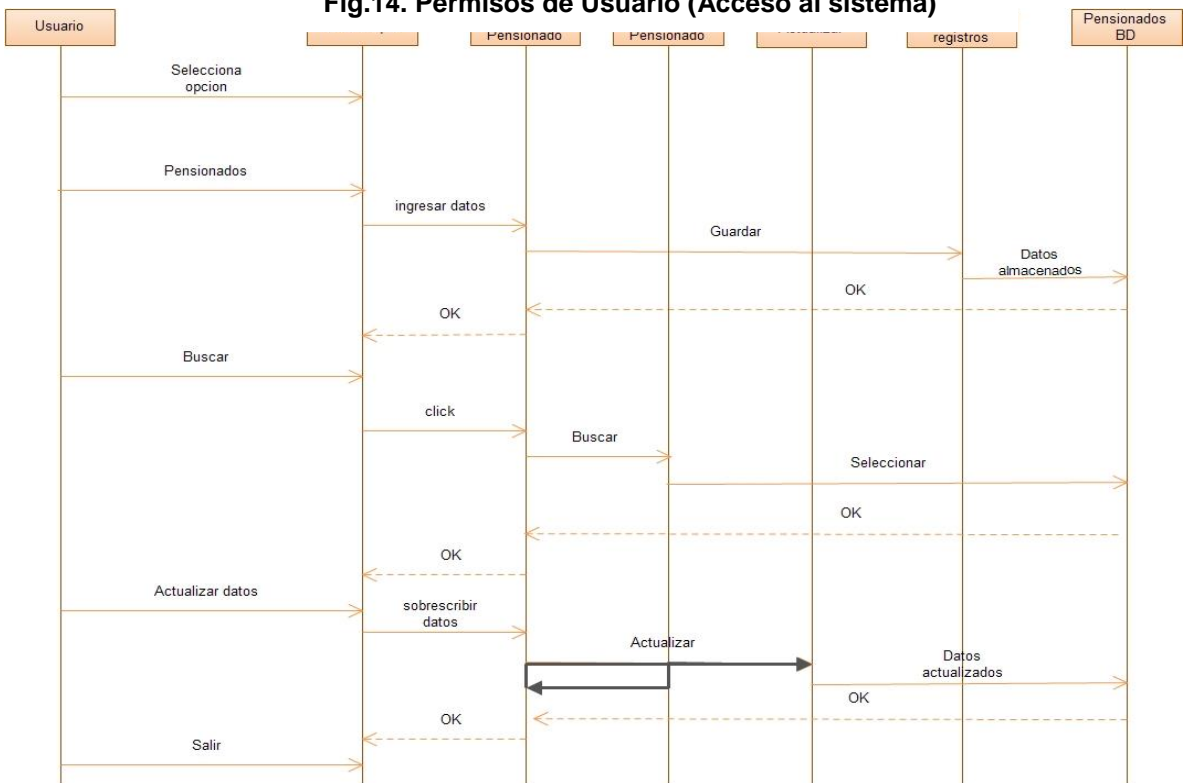 Fig.14. Permisos de Usuario (Acceso al sistema)
Usuario
Pensionado
Pensionado
registros
Pensionados
BD
Selecciona
opcion
Pensionados
ingresar datos
Guardar
Datos
almacenados
OK
OK
Buscar
click
Buscar
Seleccionar
OK
OK
Actualizar datos
sobrescribir
datos
Actualizar
Datos
actualizados
OK
OK
Salir